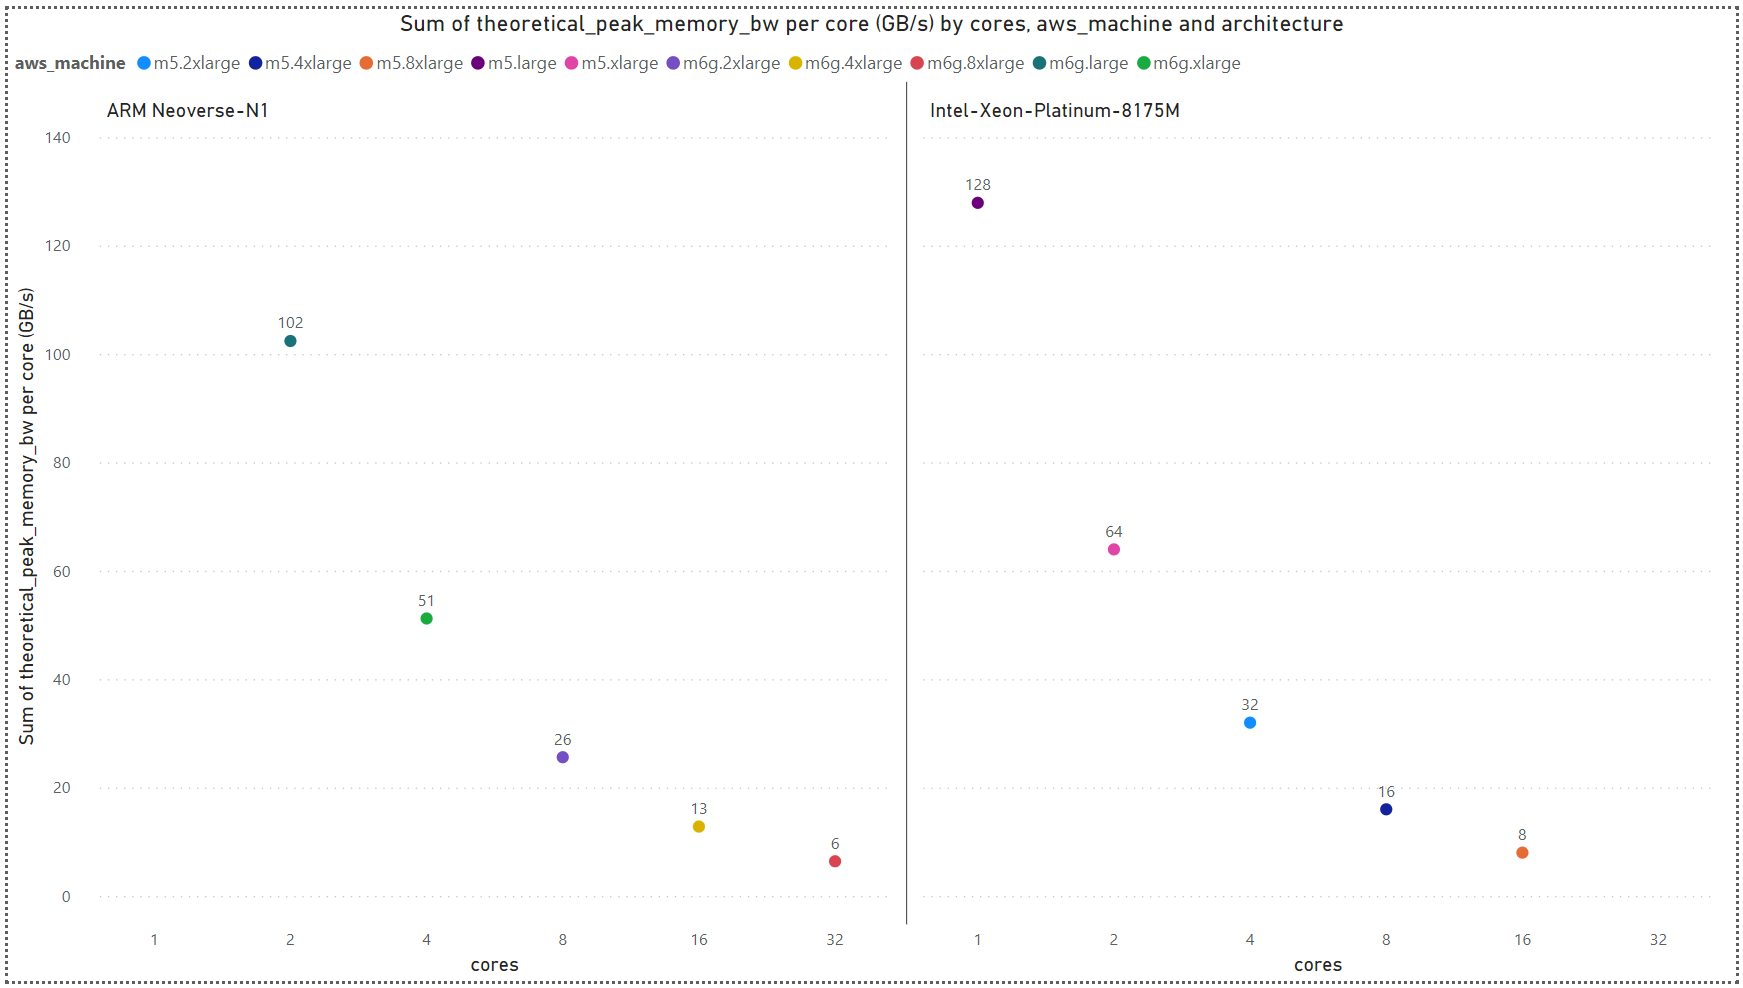 Sum of theoretical_peak_memory_bw per core (GB/s) by cores, aws_machine and architecture
aws_machine m5.2xlarge m5.4xlarge m5.8xlarge m5.large m5.xlarge m6g.2xlarge m6g.4xlarge m6g.8xlarge m6g.large m6g.xlarge
Sum of theoretical_peak_memory_bw per core (GB/s)
ARM Neoverse-N1
140
120
100
80
60
40
20
0
102
51
26
13
6
1 2 4 8 16 32
cores
Intel-Xeon-Platinum-8175M
128
64
32
16
8
1 2 4 8 16 32
cores